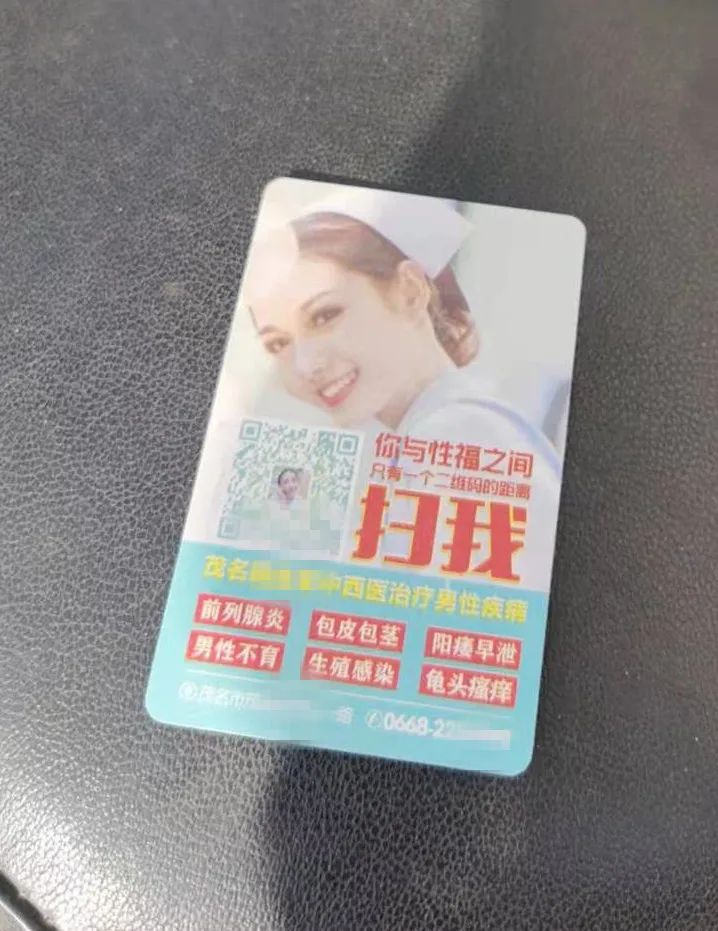 你与性福之间
只有一个二维码的距离
扫我
茂名 中西医治疗男性疾病
前列腺炎 包皮包茎 阳痿早泄
男性不育 生殖感染 龟头瘙痒
茂名市 0668-22